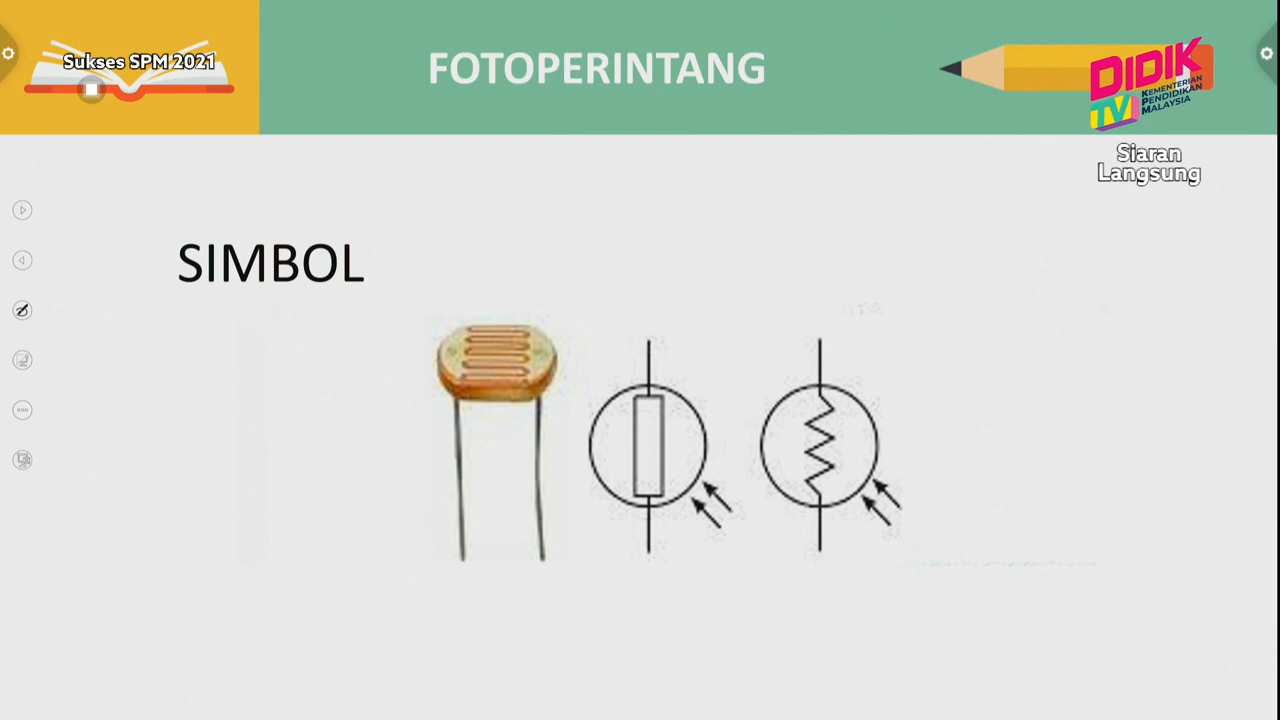 Sukses SPM 2021
FOTOPERINTANG
DIDIK
TV
KEMENTERIAN
PENDIDIKAN
MALAYSIA
Siaran
Langsung
SIMBOL